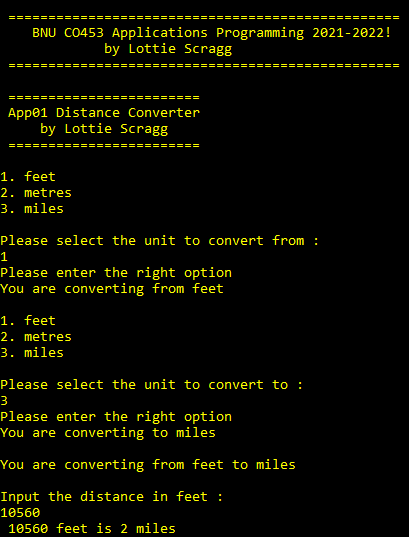 =================================================
BNU CO453 Applications Programming 2021-2022!
by Lottie Scragg
=================================================
========================
App01 Distance Converter
by Lottie Scragg
========================
1. feet
2. metres
3. miles
Please select the unit to convert from :
1
Please enter the right option
You are converting from feet
1. feet
2. metres
3. miles
Please select the unit to convert to :
3
Please enter the right option
You are converting to miles
You are converting from feet to miles
Input the distance in feet :
10560
10560 feet is 2 miles